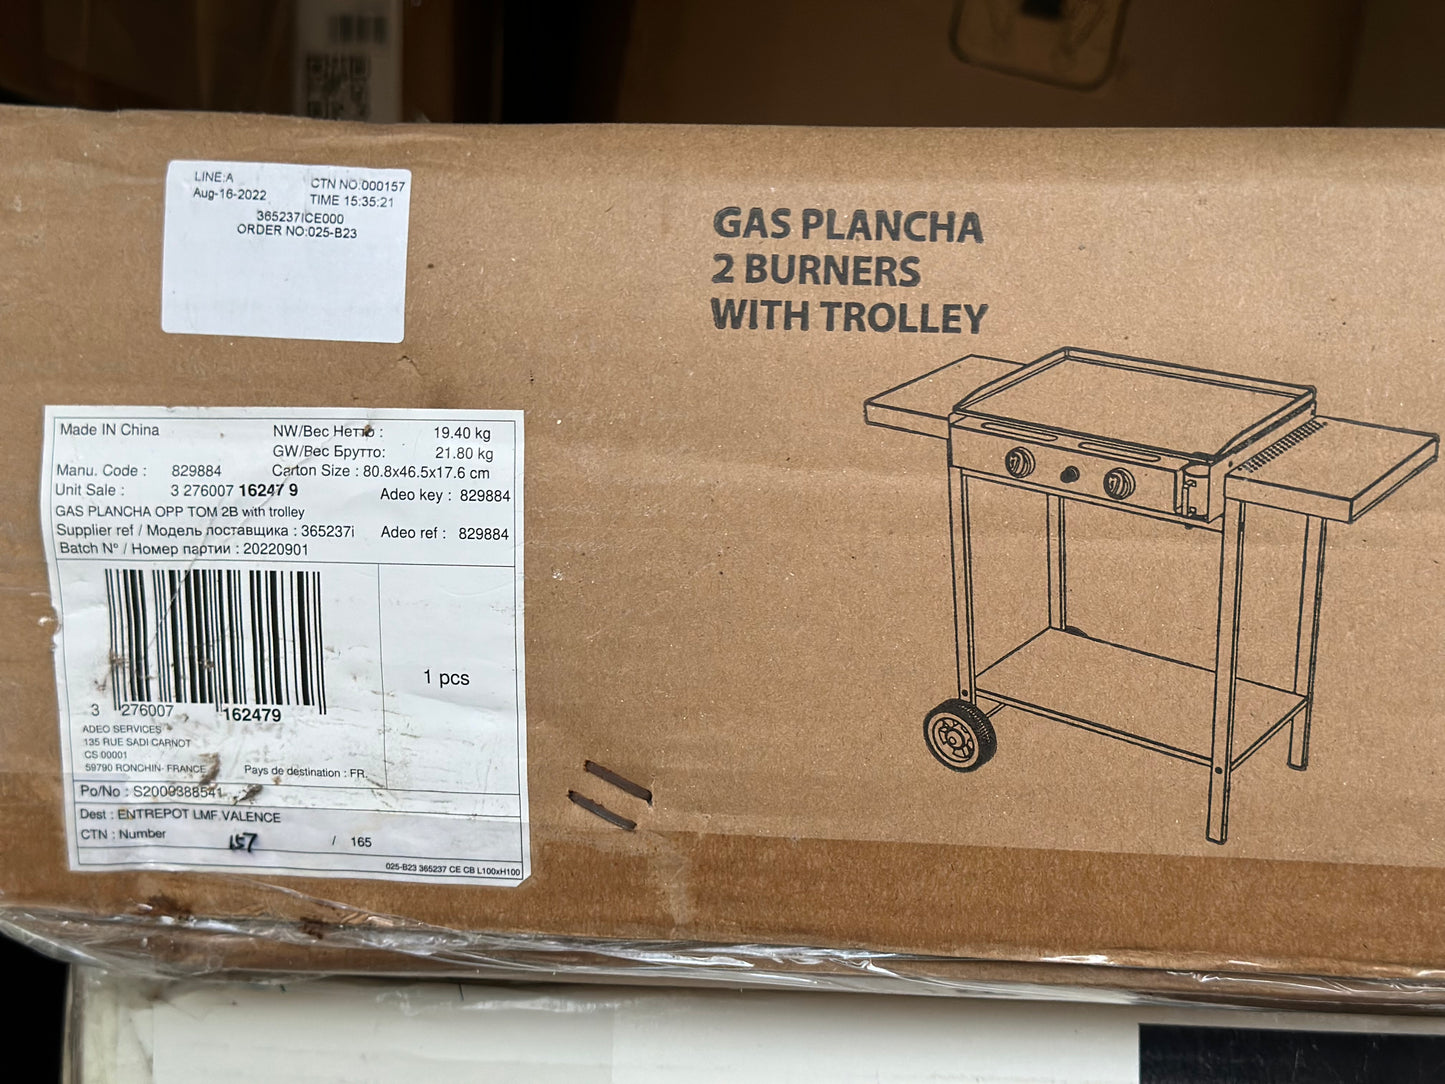 LINE:A
Aug-16-2022
CTN NO:000157
TIME 15:35:21
365237ICE000
ORDER NO:025-B23
GAS PLANCHA
2 BURNERS
WITH TROLLEY
Made IN China
NW/Вес Нетто : 19.40 kg
GW/Вес Брутто: 21.80 kg
Manu. Code : 829884
Carton Size : 80.8x46.5x17.6 cm
Unit Sale : 3 276007 16247 9
Adeo key : 829884
GAS PLANCHA OPP TOM 2B with trolley
Supplier ref / Модель поставщика : 365237i
Adeo ref : 829884
Batch N° / Номер партии : 20220901
3 276007 162479
1 pcs
ADEO SERVICES
135 RUE SADI CARNOT
CS 00001
59790 RONCHIN- FRANCE
Pays de destination : FR.
Po/No : S2009388541
Dest : ENTREPOT LMF VALENCE
CTN : Number 157 / 165
025-B23 365237 CE CB L100xH100